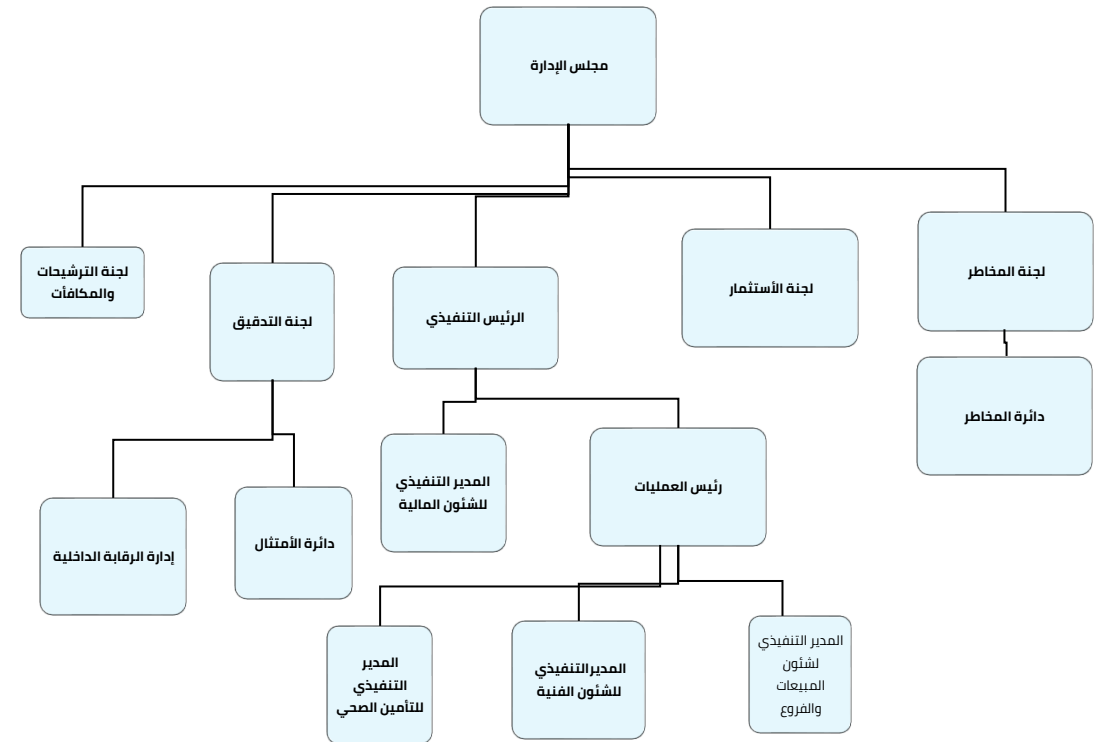 مجلس الإدارة
لجنة المخاطر
لجنة الأستثمار
الرئيس التنفيذي
لجنة التدقيق
لجنة الترشيحات
والمكافأت
دائرة المخاطر
رئيس العمليات
المدير التنفيذي
للشئون المالية
دائرة الأمتثال
إدارة الرقابة الداخلية
المدير التنفيذي
لشئون
المبيعات
والفروع
المديرالتنفيذي
للشئون الفنية
المدير
التنفيذي
للتأمين الصحي